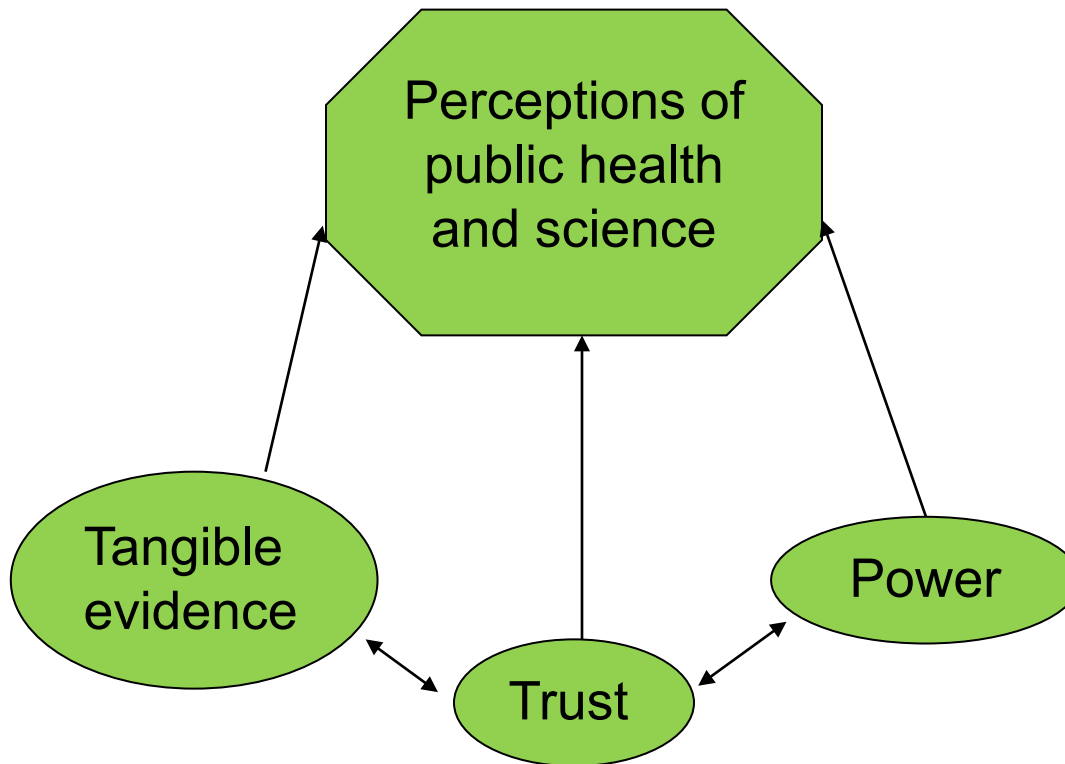 Perceptions of
public health
and science
Tangible
evidence
Power
Trust